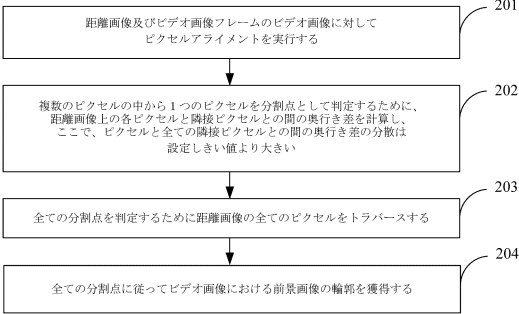 201
距離画像及びビデオ画像フレームのビデオ画像に対して
ピクセルアライメントを実行する
202
複数のピクセルの中から１つのピクセルを分割点として判定するために、
距離画像上の各ピクセルと隣接ピクセルとの間の奥行き差を計算し、
ここで、ピクセルと全ての隣接ピクセルとの間の奥行き差の分散は
設定しきい値より大きい
203
全ての分割点を判定するために距離画像の全てのピクセルをトラバースする
204
全ての分割点に従ってビデオ画像における前景画像の輪郭を獲得する